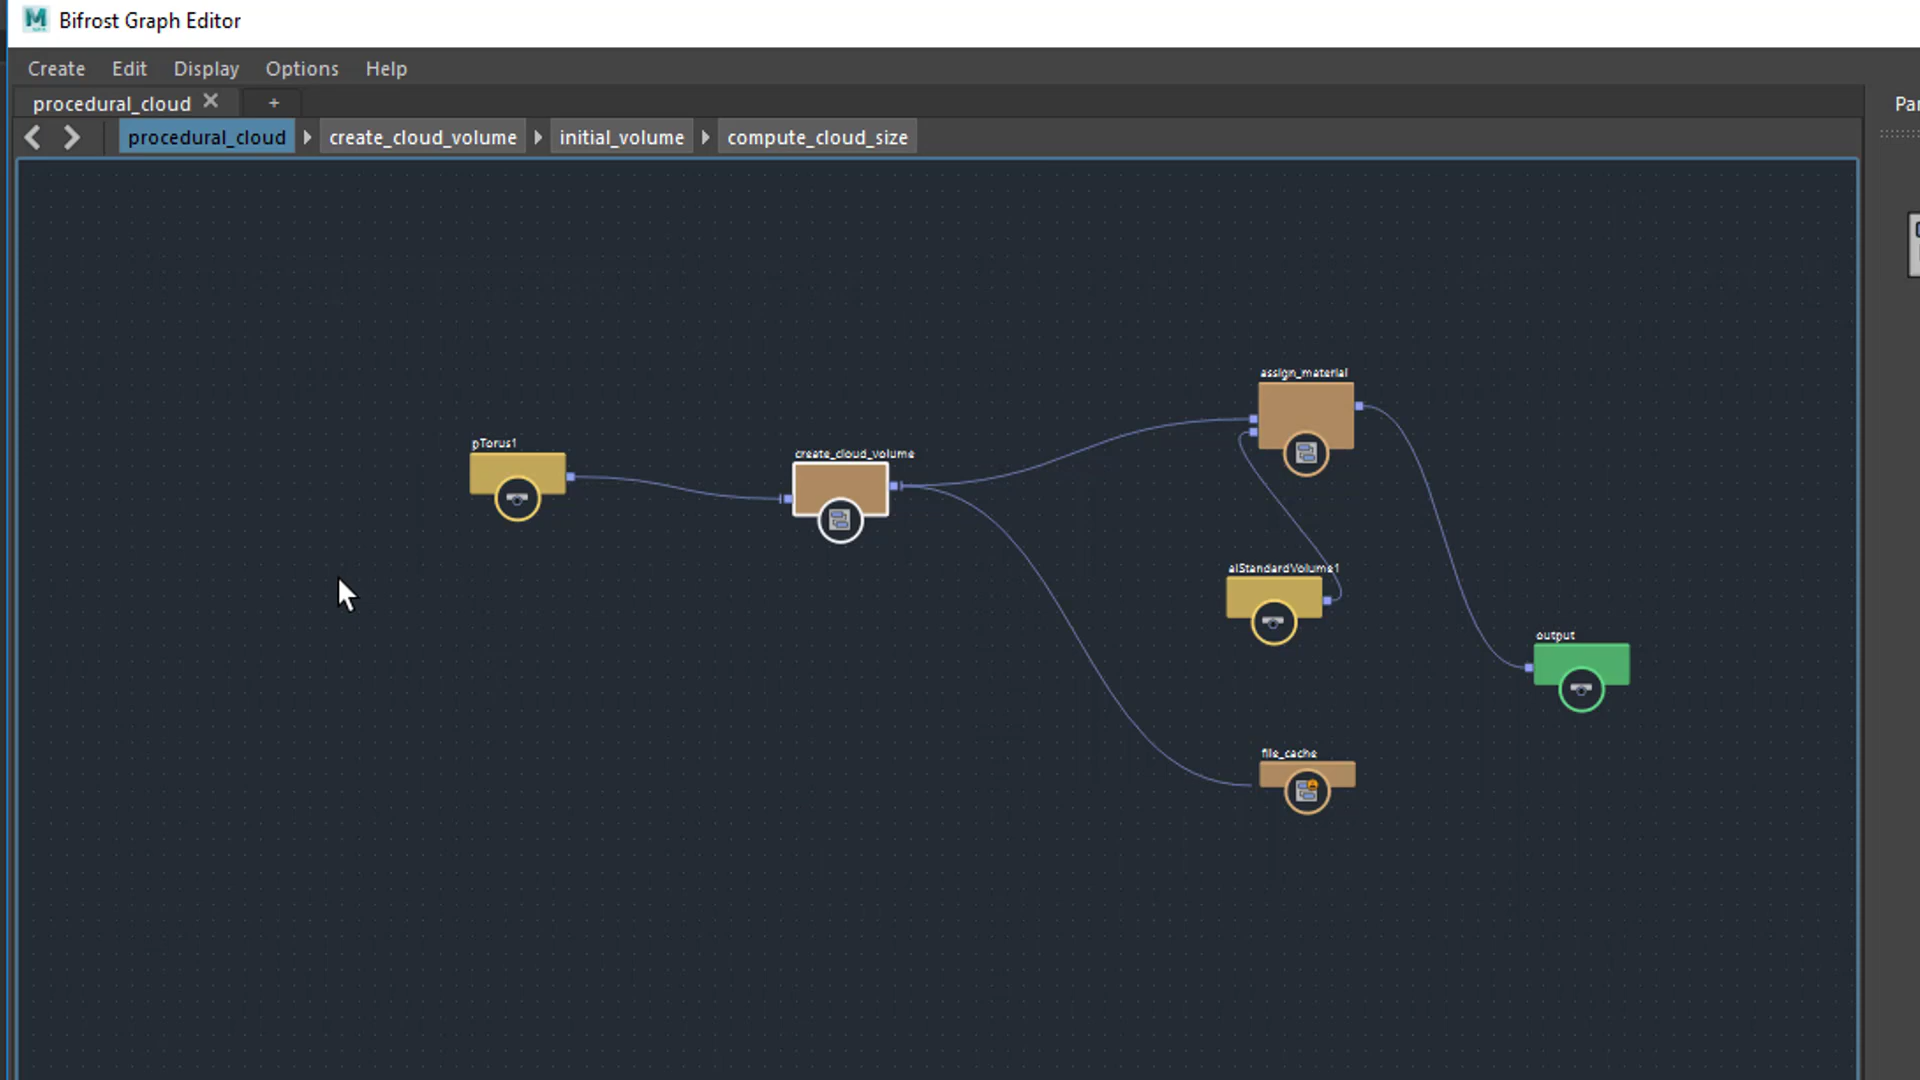 Bifrost Graph Editor
Create Edit Display Options Help
procedural_cloud
procedural_cloud create_cloud_volume initial_volume compute_cloud_size
assign_material
pTorus1
create_cloud_volume
aiStandardVolume1
output
file_cache